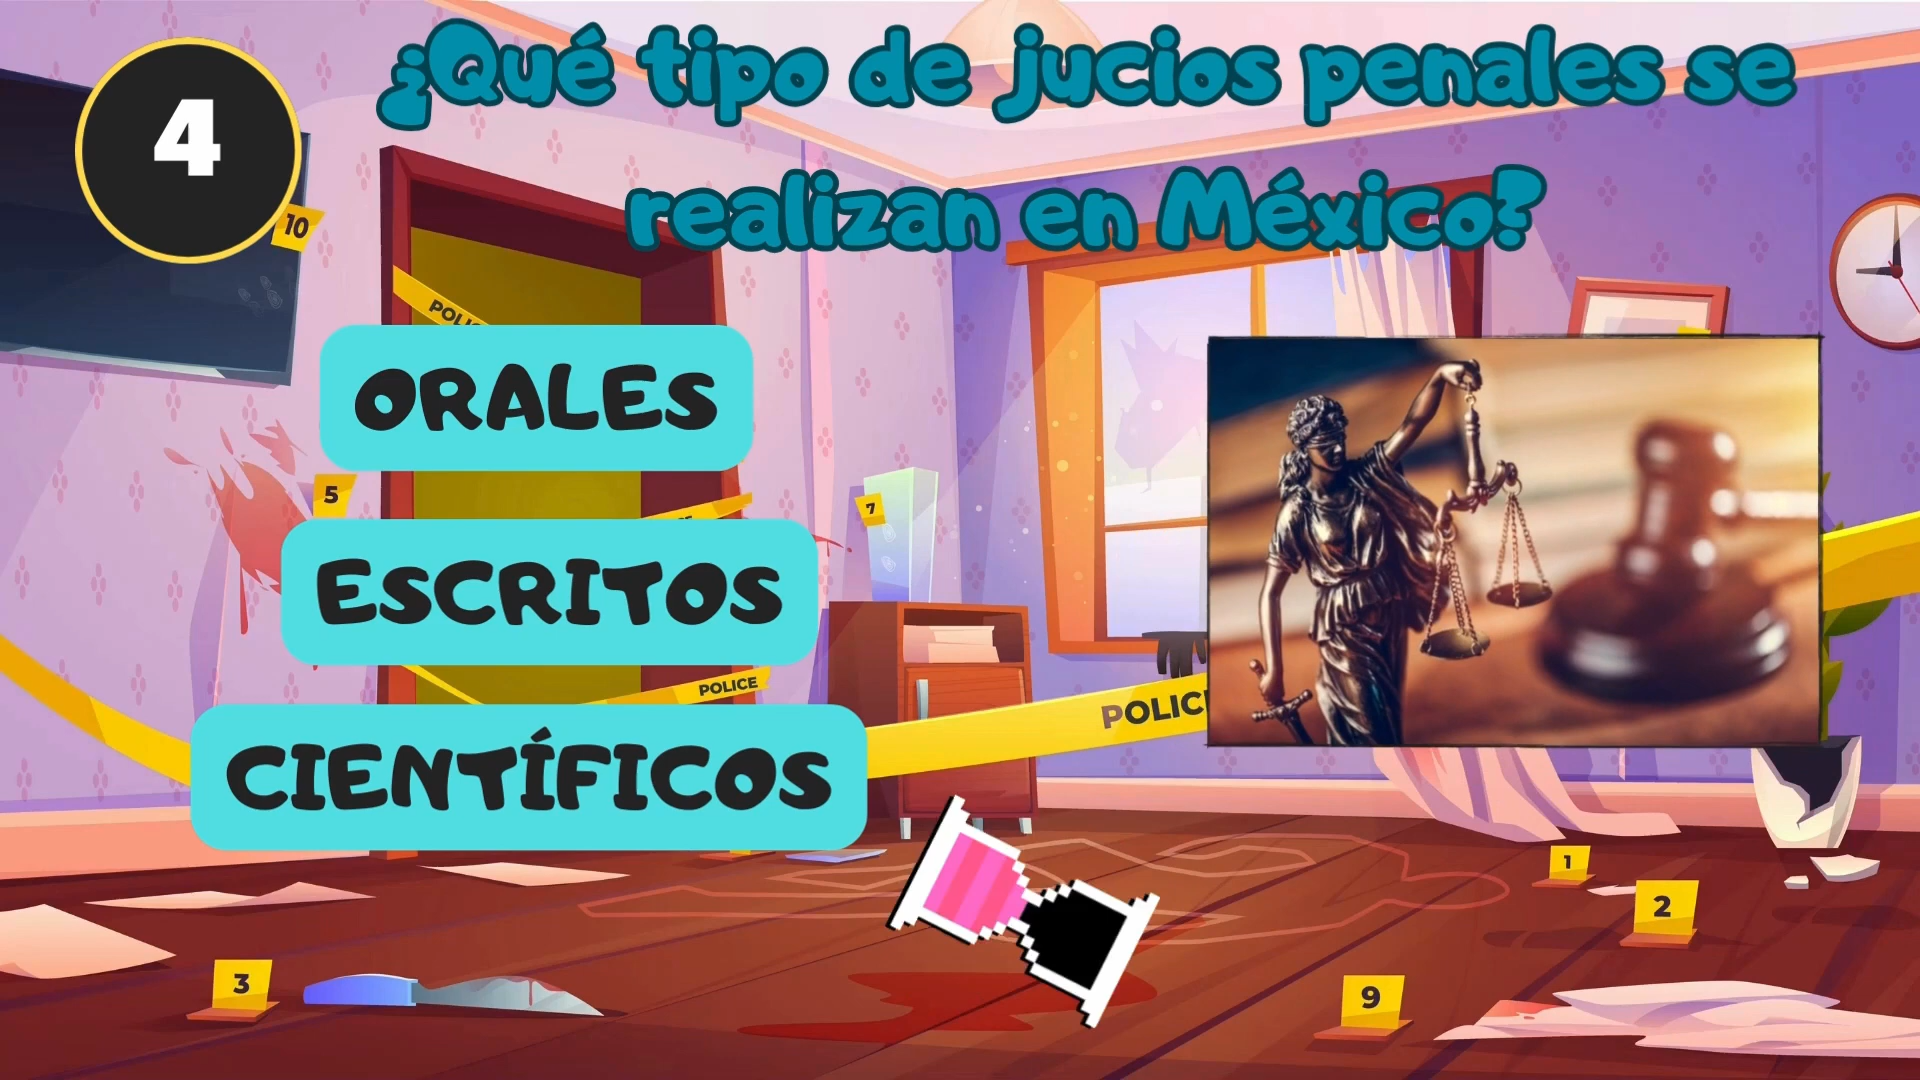 4
¿Qué tipo de jucios penales se
realizan en México?
10
POLIC
ORALES
5
7
ESCRITOS
POLICE
POLIC
CIENTÍFICOS
1
2
3
9